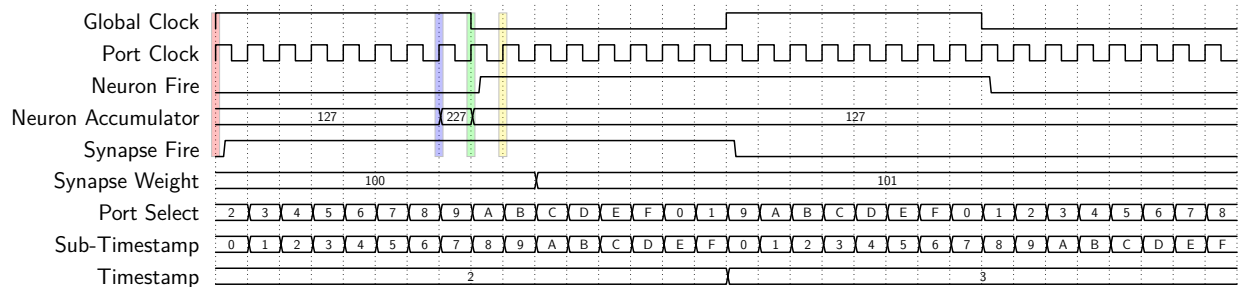 Global Clock
Port Clock
Neuron Fire
Neuron Accumulator 127 227 127
Synapse Fire
Synapse Weight 100 101
Port Select 2 3 4 5 6 7 8 9 A B C D E F 0 1 9 A B C D E F 0 1 2 3 4 5 6 7 8
Sub-Timestamp 0 1 2 3 4 5 6 7 8 9 A B C D E F 0 1 2 3 4 5 6 7 8 9 A B C D E F
Timestamp 2 3